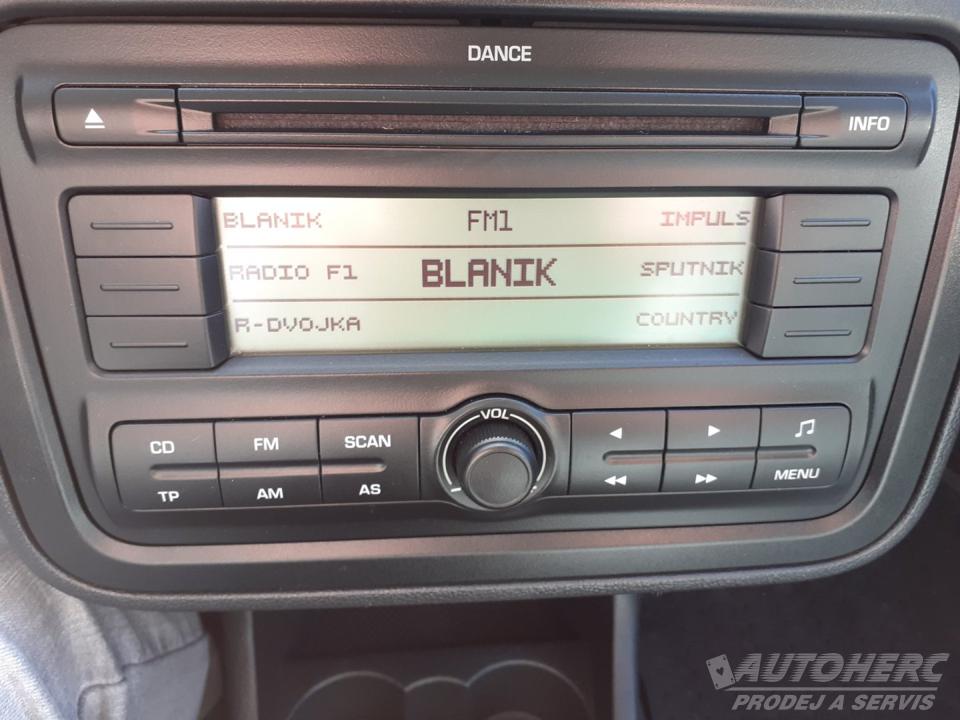 DANCE
INFO
BLANIK FM1 IMPULS
RADIO F1 BLANIK SPUTNIK
R-DVOJKA COUNTRY
VOL
CD FM SCAN
TP AM AS MENU
AUTOHERC
PRODEJ A SERVIS